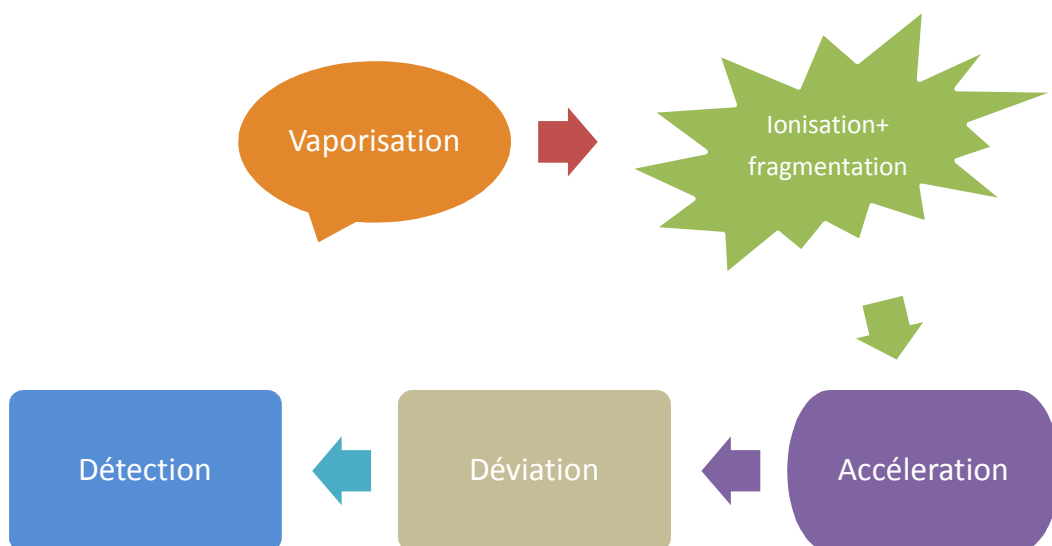 Vaporisation
Ionisation+
fragmentation
Accéleration
Déviation
Détection